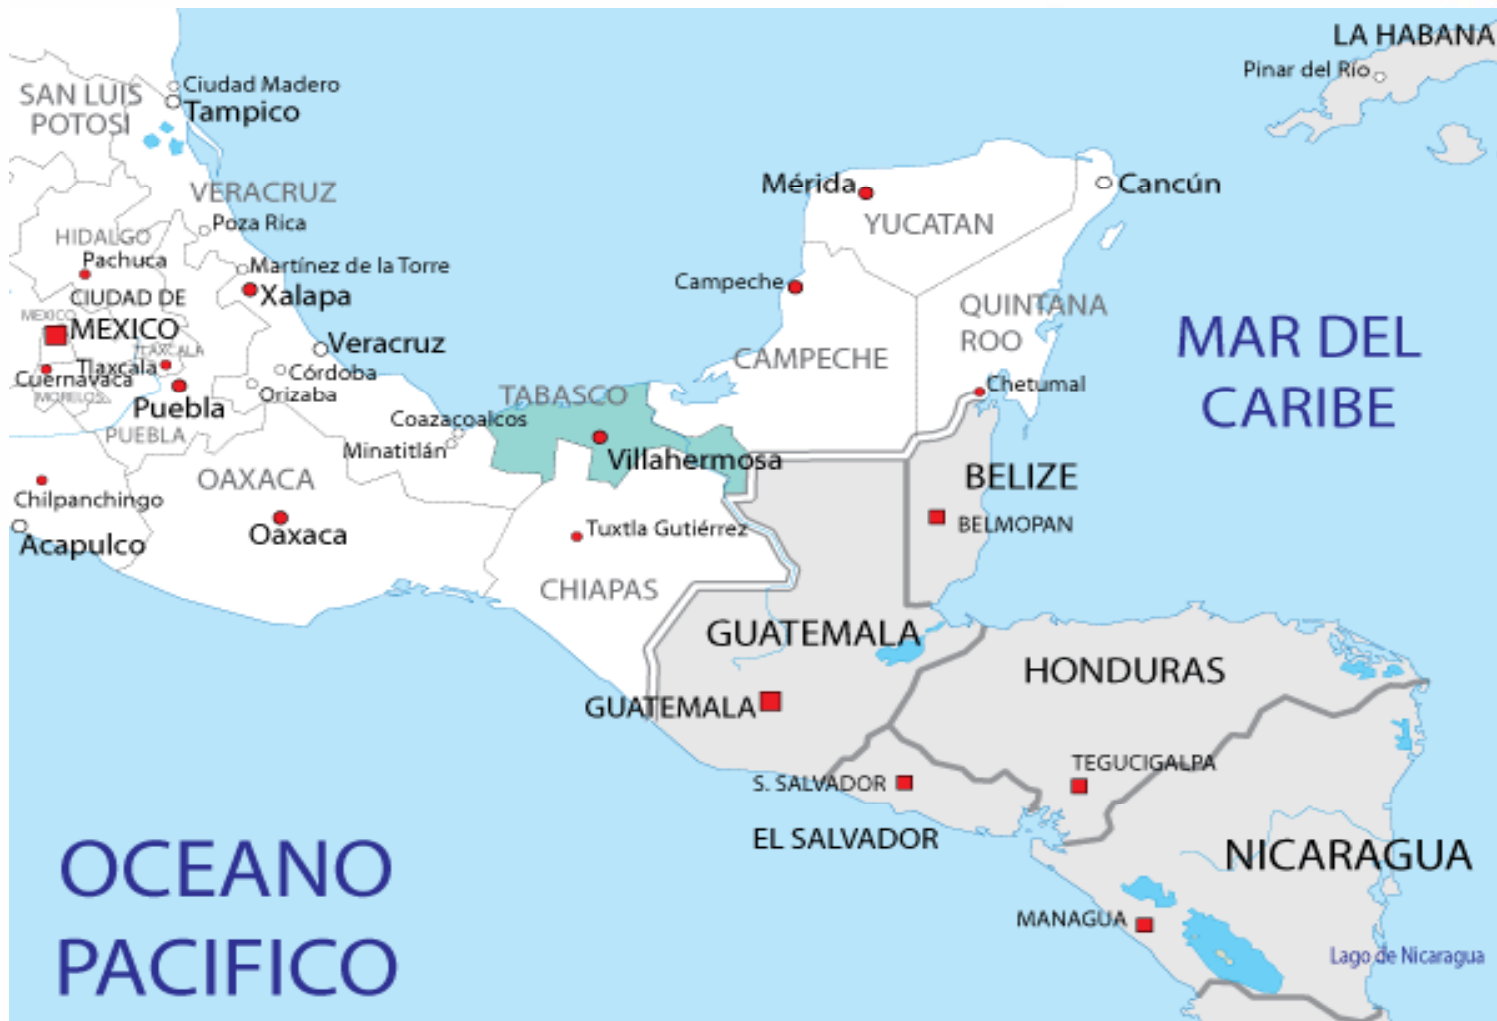 LA HABANA
Pinar del Río
Ciudad Madero
SAN LUIS
POTOSI
Tampico
Mérida
Cancún
VERACRUZ
YUCATAN
Poza Rica
HIDALGO
Pachuca
Martínez de la Torre
Campeche
CIUDAD DE
Xalapa
QUINTANA
ROO
MEXICO
MEXICO
MAR DEL
CARIBE
Veracruz
TLAXCALA
CAMPECHE
Tlaxcala
Córdoba
Cuernavaca
Chetumal
MORELOS
Orizaba
TABASCO
Puebla
Coazacoalcos
PUEBLA
Minatitlán
Villahermosa
OAXACA
BELIZE
Chilpanchingo
BELMOPAN
Oaxaca
Tuxtla Gutiérrez
Acapulco
CHIAPAS
GUATEMALA
HONDURAS
GUATEMALA
TEGUCIGALPA
S. SALVADOR
EL SALVADOR
NICARAGUA
OCEANO
PACIFICO
MANAGUA
Lago de Nicaragua